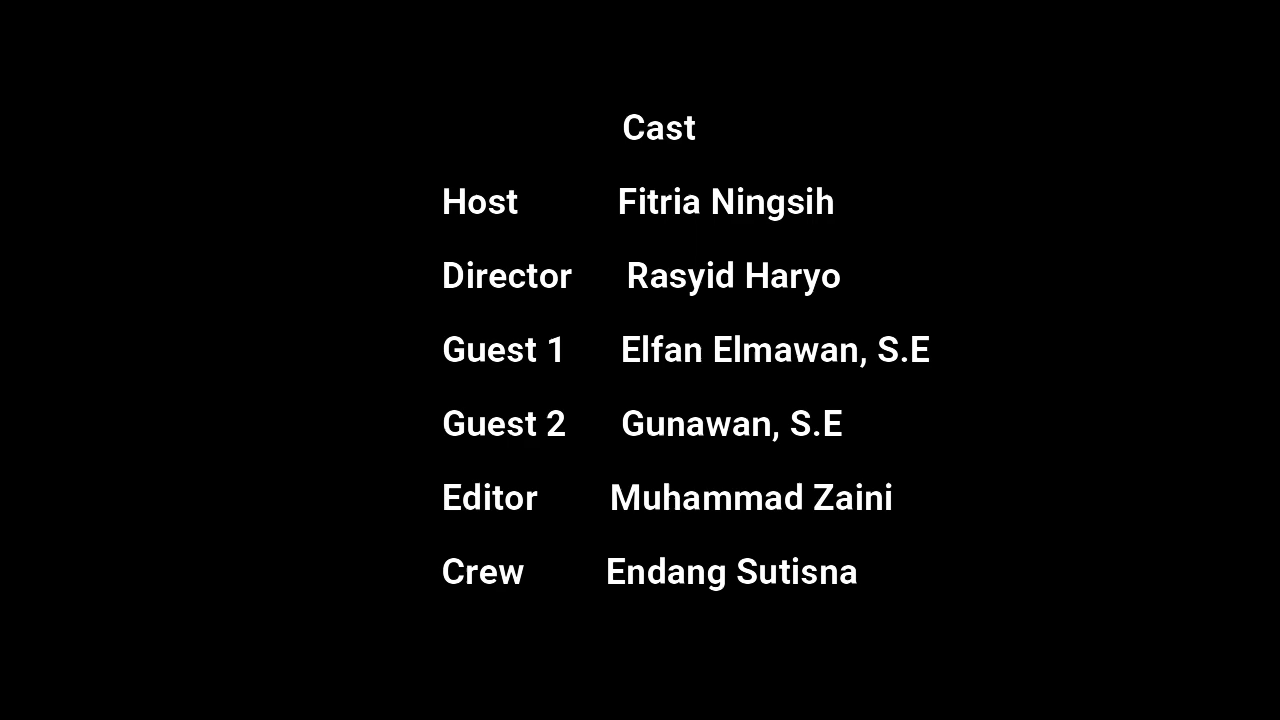 Cast
Host Fitria Ningsih
Director Rasyid Haryo
Guest 1 Elfan Elmawan, S.E
Guest 2 Gunawan, S.E
Editor Muhammad Zaini
Crew Endang Sutisna